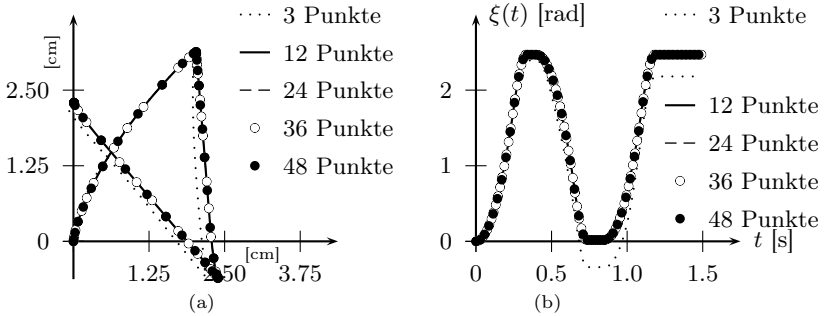 [cm]
2.50
1.25
0
1.25
2.50
3.75
[cm]
3 Punkte
12 Punkte
24 Punkte
36 Punkte
48 Punkte
(a)
ξ(t) [rad]
2
1
0
0
0.5
1.0
1.5
t [s]
3 Punkte
12 Punkte
24 Punkte
36 Punkte
48 Punkte
(b)